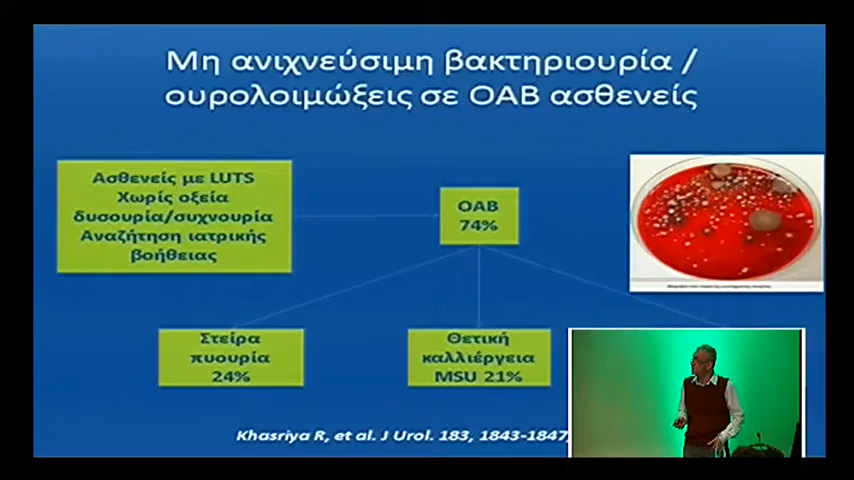 Μη ανιχνεύσιμη βακτηριουρία /
ουρολοιμώξεις σε OAB ασθενείς
Ασθενείς με LUTS
Χωρίς οξεία
δυσουρία/συχνουρία
Αναζήτηση ιατρικής
βοήθειας
OAB
74%
Στείρα
πυουρία
24%
Θετική
καλλιέργεια
MSU 21%
Khasriya R, et al. J Urol. 183, 1843-1847,